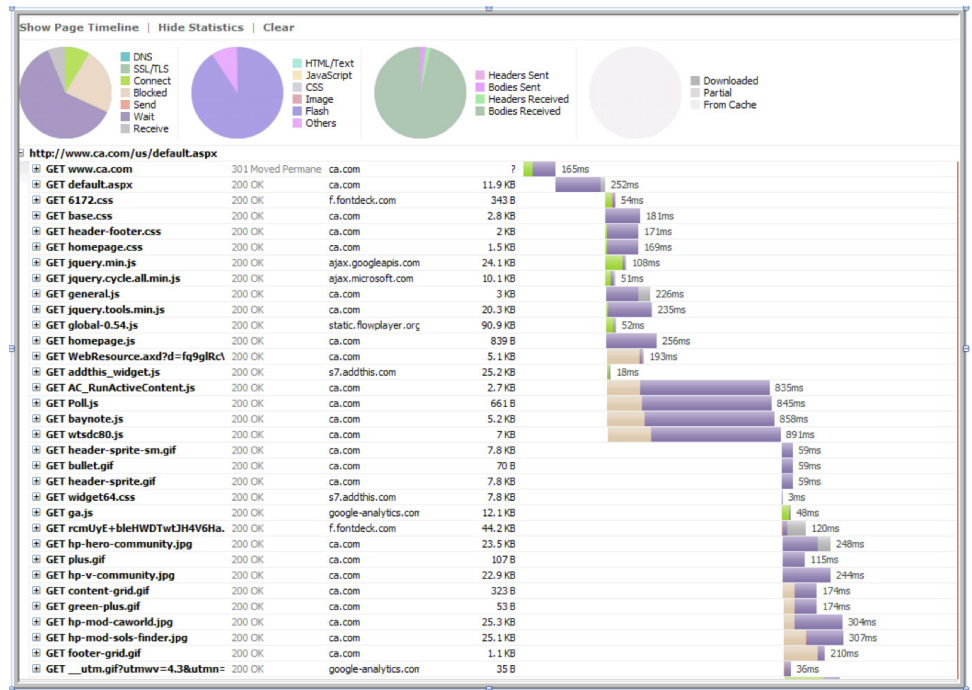 Show Page Timeline | Hide Statistics | Clear
DNS
SSL/TLS
Connect
Blocked
Send
Wait
Receive
HTML/Text
JavaScript
CSS
Image
Flash
Others
Headers Sent
Bodies Sent
Headers Received
Bodies Received
Downloaded
Partial
From Cache
http://www.ca.com/us/default.aspx
GET www.ca.com 301 Moved Permane ca.com ? 165ms
GET default.aspx 200 OK ca.com 11.9 KB 252ms
GET 6172.css 200 OK f.fontdeck.com 343 B 54ms
GET base.css 200 OK ca.com 2.8 KB 181ms
GET header-footer.css 200 OK ca.com 2 KB 171ms
GET homepage.css 200 OK ca.com 1.5 KB 169ms
GET jquery.min.js 200 OK ajax.googleapis.com 24.1 KB 108ms
GET jquery.cycle.all.min.js 200 OK ajax.microsoft.com 10.1 KB 51ms
GET general.js 200 OK ca.com 3 KB 226ms
GET jquery.tools.min.js 200 OK ca.com 20.3 KB 235ms
GET global-0.54.js 200 OK static.flowplayer.org 90.9 KB 52ms
GET homepage.js 200 OK ca.com 839 B 256ms
GET WebResource.axd?d=fq9glRc\ 200 OK ca.com 5.1 KB 193ms
GET addthis_widget.js 200 OK s7.addthis.com 25.2 KB 18ms
GET AC_RunActiveContent.js 200 OK ca.com 2.7 KB 835ms
GET Poll.js 200 OK ca.com 661 B 845ms
GET baynote.js 200 OK ca.com 5.2 KB 858ms
GET wtsdc80.js 200 OK ca.com 7 KB 891ms
GET header-sprite-sm.gif 200 OK ca.com 7.8 KB 59ms
GET bullet.gif 200 OK ca.com 70 B 59ms
GET header-sprite.gif 200 OK ca.com 7.8 KB 59ms
GET widget64.css 200 OK s7.addthis.com 7.8 KB 3ms
GET ga.js 200 OK google-analytics.com 12.1 KB 48ms
GET rcmUyE+bleHWDTwtJH4V6Ha. 200 OK f.fontdeck.com 44.2 KB 120ms
GET hp-hero-community.jpg 200 OK ca.com 23.5 KB 248ms
GET plus.gif 200 OK ca.com 107 B 115ms
GET hp-v-community.jpg 200 OK ca.com 22.9 KB 244ms
GET content-grid.gif 200 OK ca.com 323 B 174ms
GET green-plus.gif 200 OK ca.com 53 B 174ms
GET hp-mod-caworld.jpg 200 OK ca.com 25.3 KB 304ms
GET hp-mod-sols-finder.jpg 200 OK ca.com 25.1 KB 307ms
GET footer-grid.gif 200 OK ca.com 1.1 KB 210ms
GET __utm.gif?utmwv=4.3&utmn= 200 OK google-analytics.com 35 B 36ms